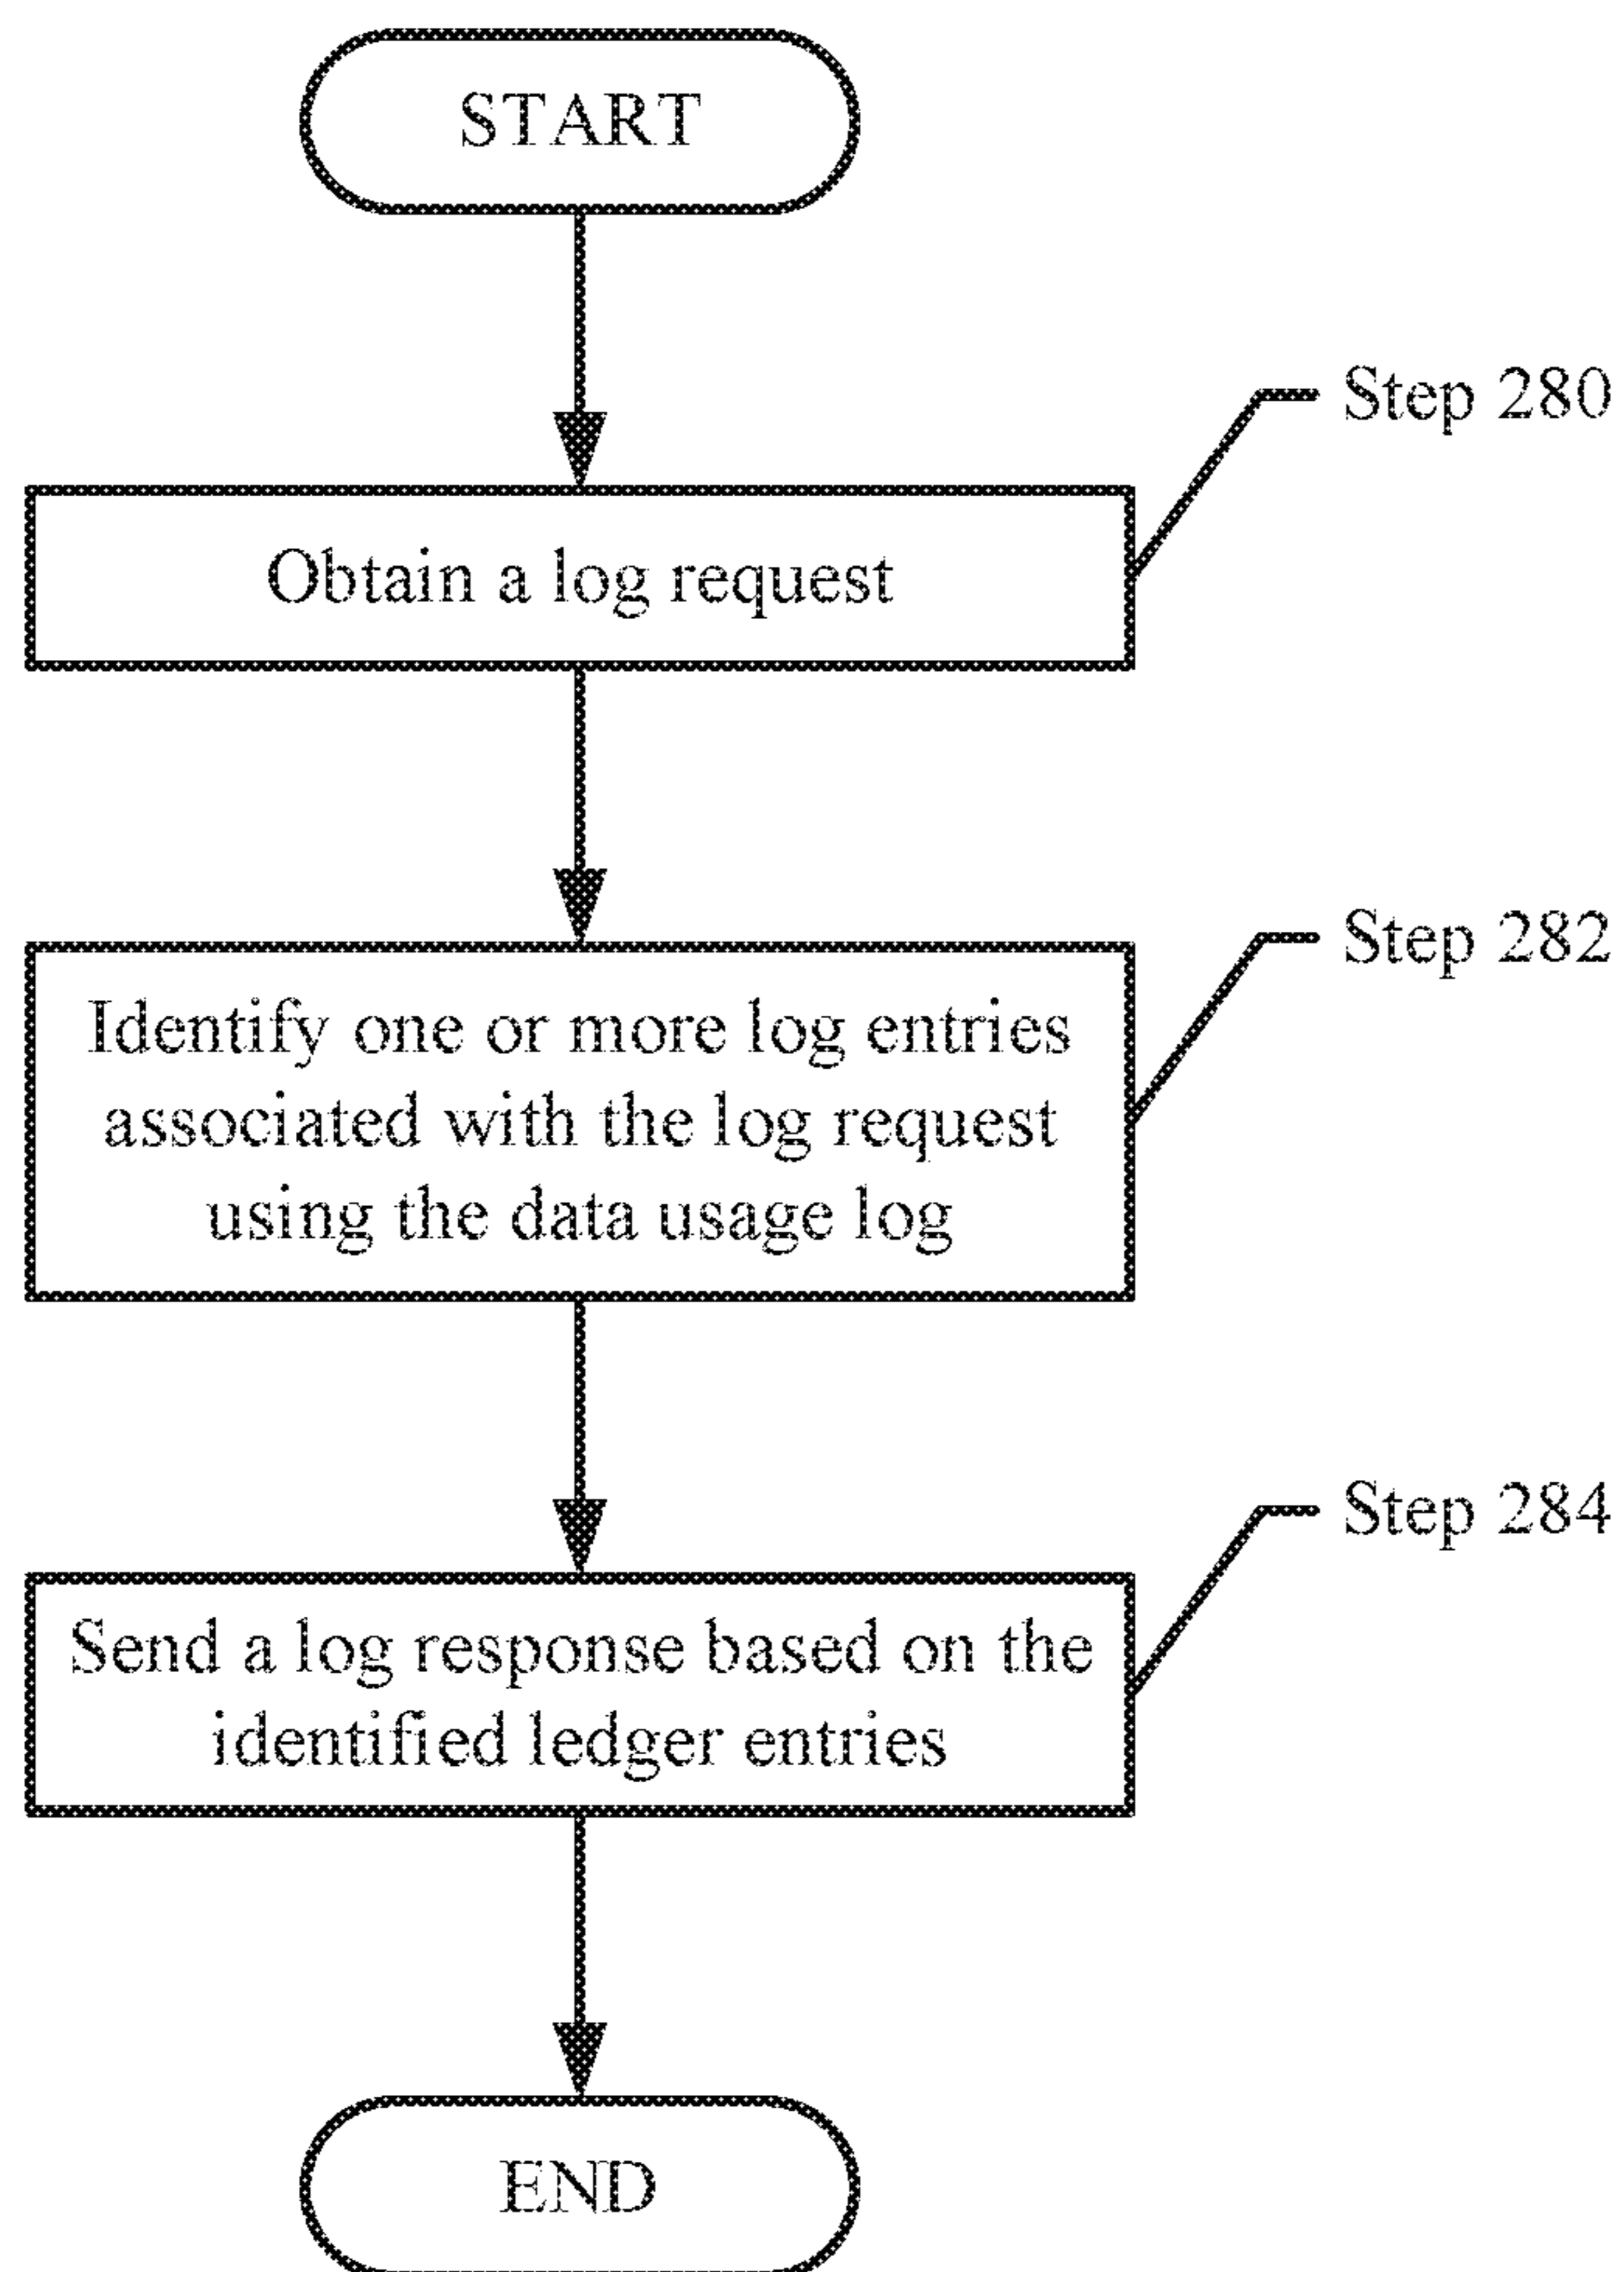 START
Step 280
Obtain a log request
Step 282
Identify one or more log entries
associated with the log request
using the data usage log
Step 284
Send a log response based on the
identified ledger entries
END